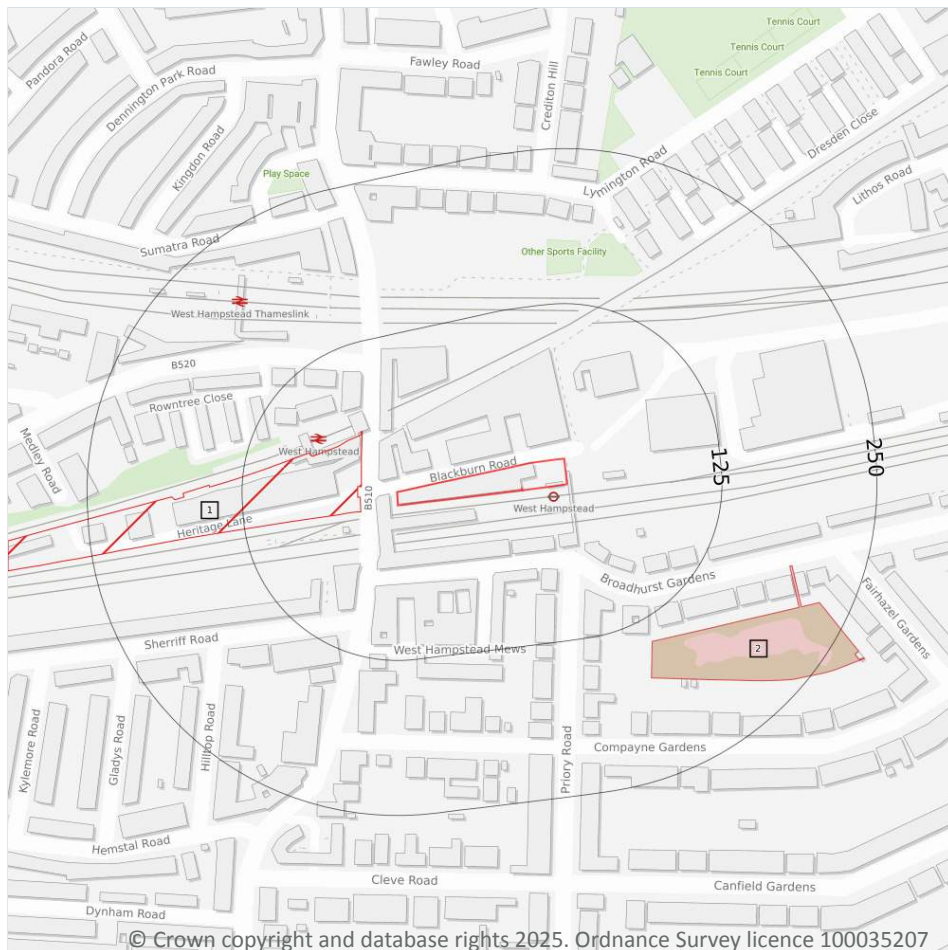 Pandora Road
Dennington Park Road
Kingdon Road
Fawley Road
Crediton Hill
Tennis Court
Tennis Court
Tennis Court
Dresden Close
Lymington Road
Lithos Road
Play Space
Sumatra Road
Other Sports Facility
West Hampstead Thameslink
B520
Rowntree Close
Medley Road
West Hampstead
Blackburn Road
B510
West Hampstead
1
Heritage Lane
125
250
Broadhurst Gardens
Fairhazel Gardens
Sherriff Road
West Hampstead Mews
2
Kylemore Road
Gladys Road
Hilltop Road
Priory Road
Compayne Gardens
Hemstal Road
Cleve Road
Canfield Gardens
Dynham Road
© Crown copyright and database rights 2025. Ordnance Survey licence 100035207